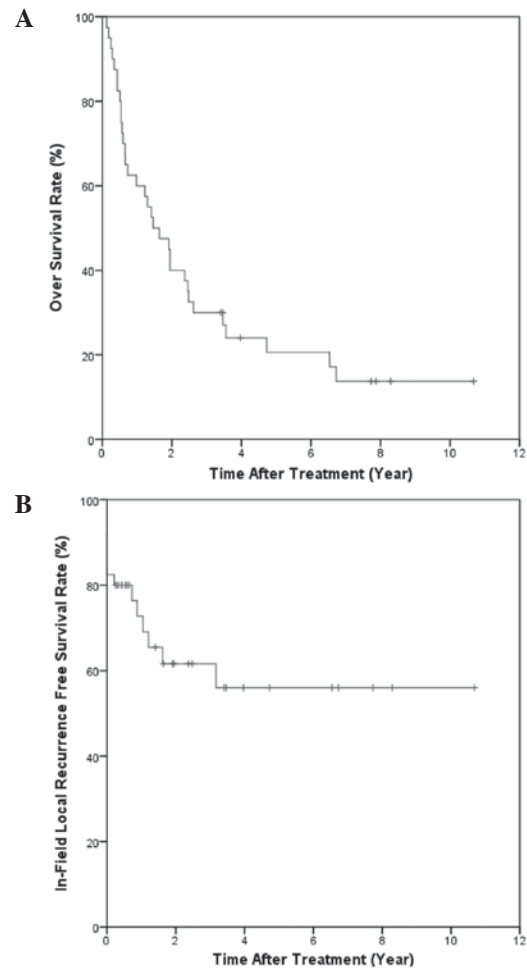 A
Over Survival Rate (%)
100
80
60
40
20
0
0 2 4 6 8 10 12
Time After Treatment (Year)
B
In-Field Local Recurrence Free Survival Rate (%)
100
80
60
40
20
0
0 2 4 6 8 10 12
Time After Treatment (Year)